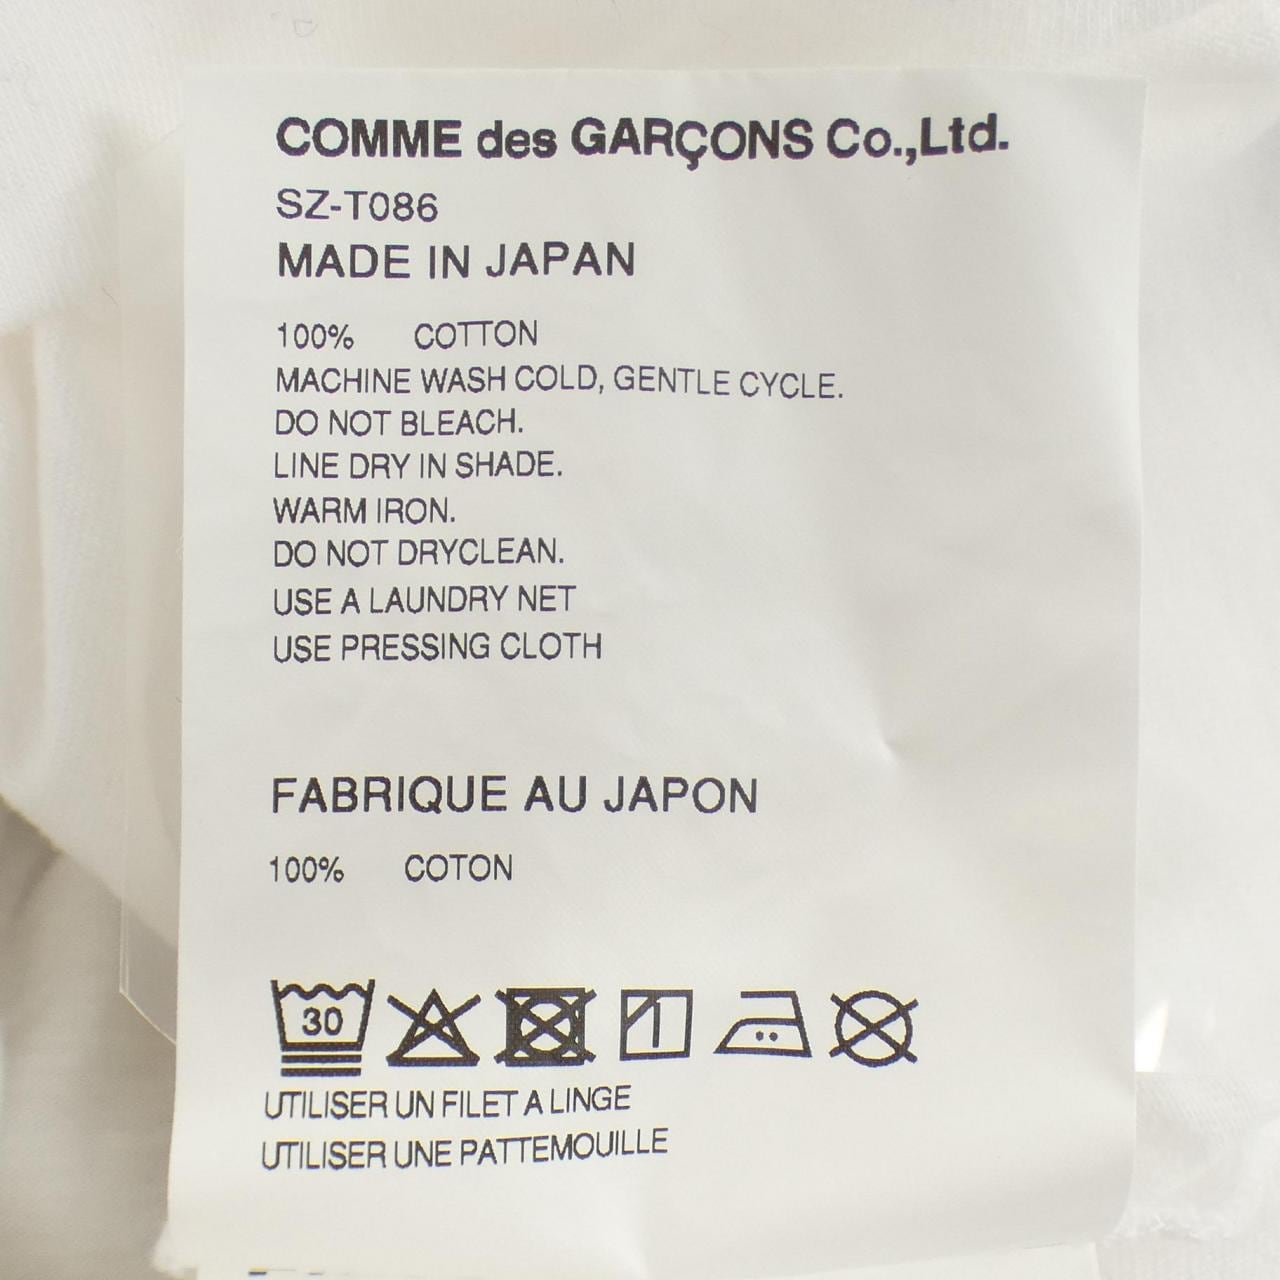 COMME des GARÇONS Co.,Ltd.
SZ-T086
MADE IN JAPAN
100% COTTON
MACHINE WASH COLD, GENTLE CYCLE.
DO NOT BLEACH.
LINE DRY IN SHADE.
WARM IRON.
DO NOT DRYCLEAN.
USE A LAUNDRY NET
USE PRESSING CLOTH
FABRIQUE AU JAPON
100% COTON
30
UTILISER UN FILET A LINGE
UTILISER UNE PATTEMOUILLE